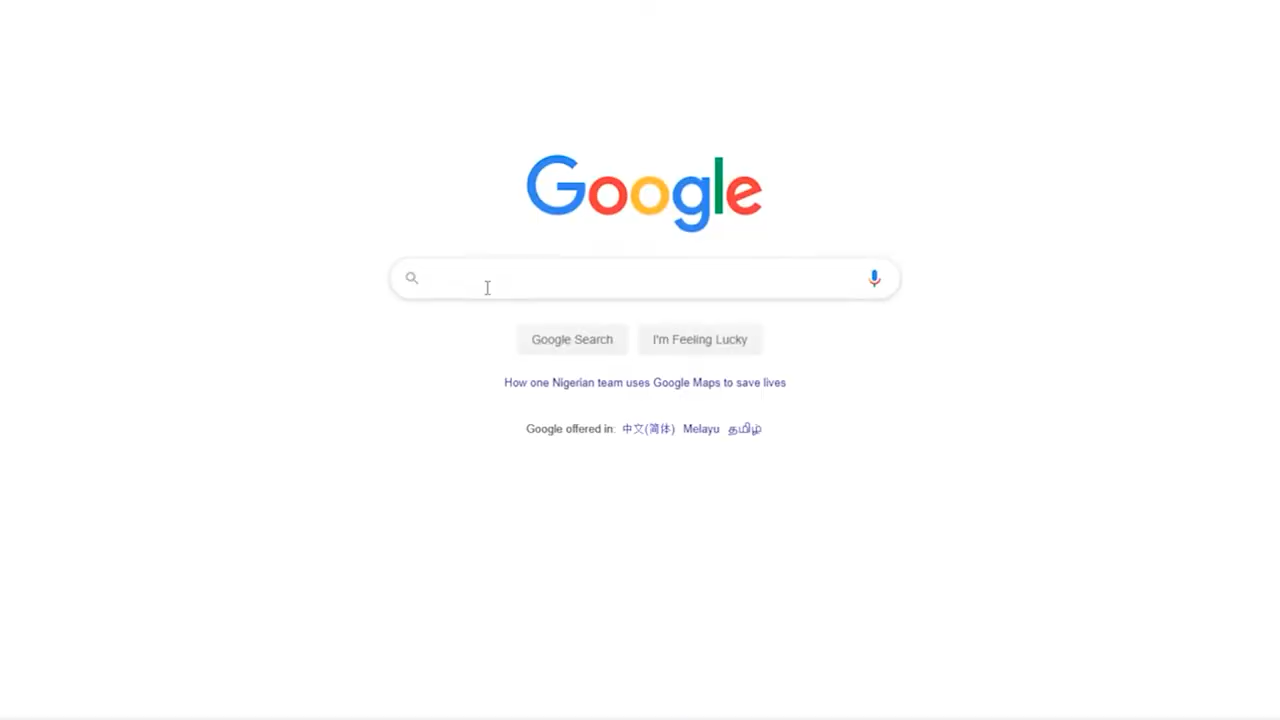 Google
Google Search I'm Feeling Lucky
How one Nigerian team uses Google Maps to save lives
Google offered in: 中文(简体) Melayu தமிழ்